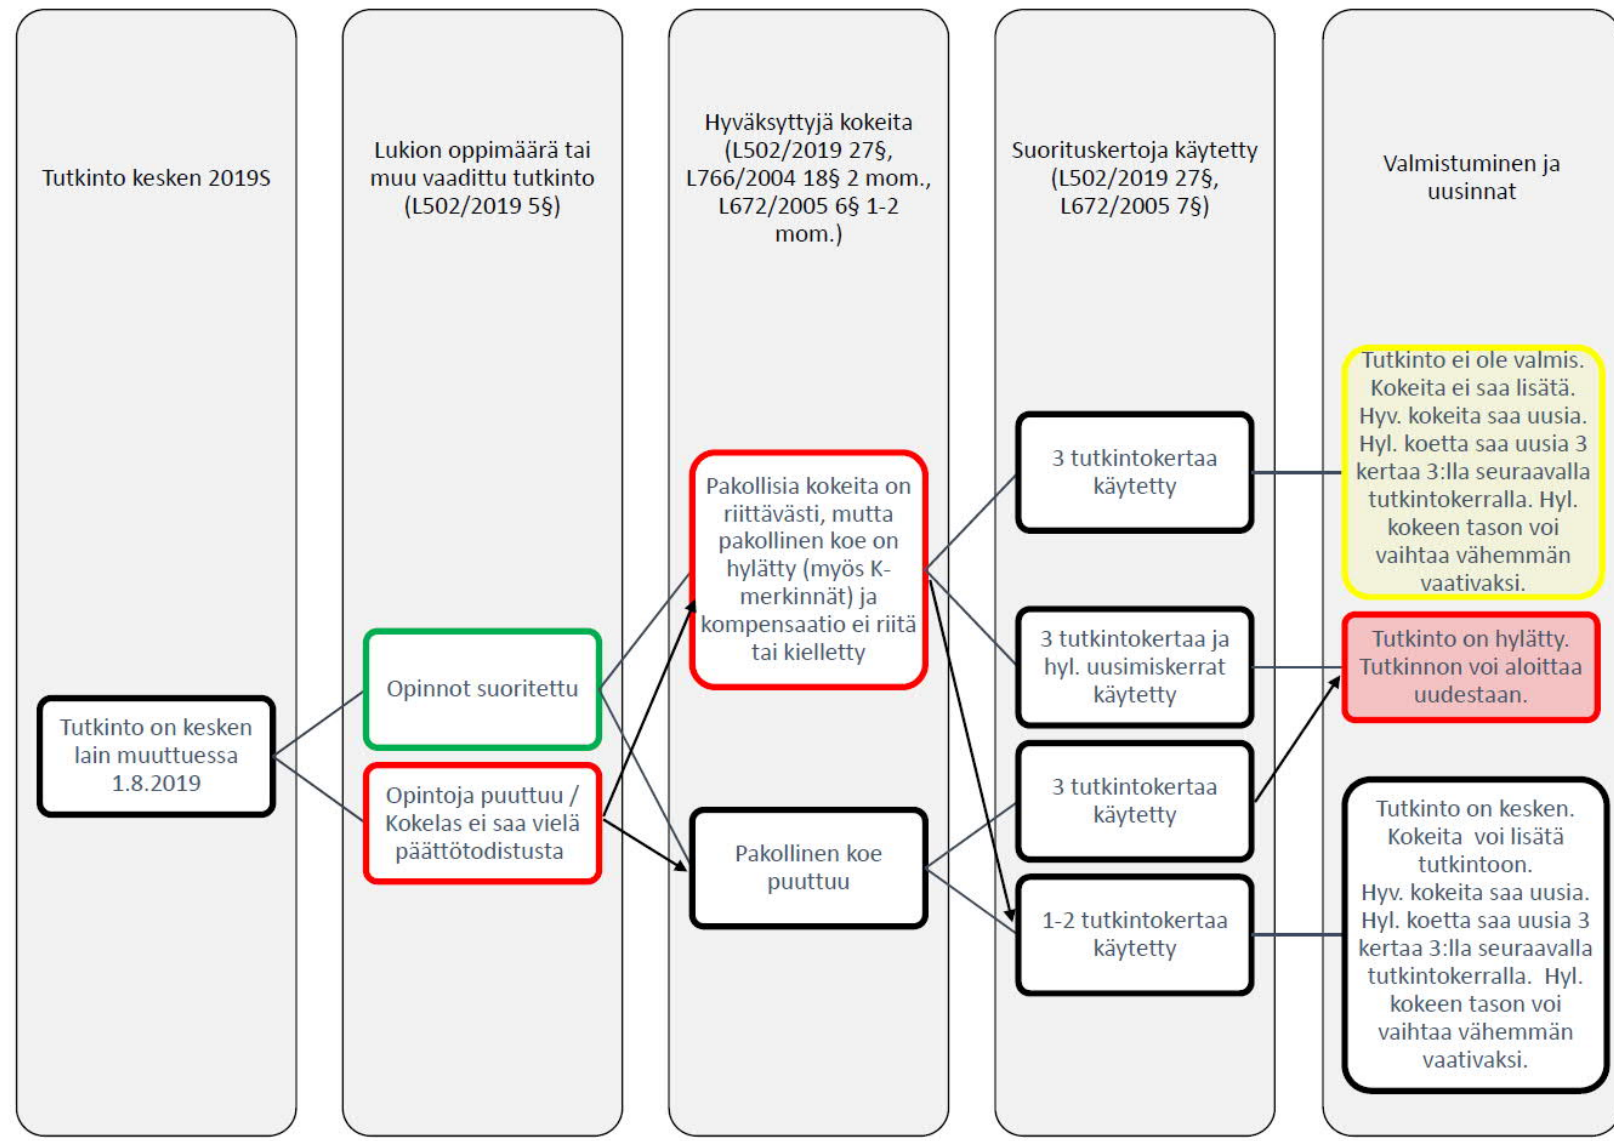 Tutkinto kesken 2019S
Tutkinto on kesken
lain muuttuessa
1.8.2019
Lukion oppimäärä tai
muu vaadittu tutkinto
(L502/2019 5§)
Opinnot suoritettu
Opintoja puuttuu /
Kokelas ei saa vielä
päättötodistusta
Hyväksyttyjä kokeita
(L502/2019 27§,
L766/2004 18§ 2 mom.,
L672/2005 6§ 1-2
mom.)
Pakollisia kokeita on
riittävästi, mutta
pakollinen koe on
hylätty (myös K-
merkinnät) ja
kompensaatio ei riitä
tai kielletty
Pakollinen koe
puuttuu
Suorituskertoja käytetty
(L502/2019 27§,
L672/2005 7§)
3 tutkintokertaa
käytetty
3 tutkintokertaa ja
hyl. uusimiskerrat
käytetty
3 tutkintokertaa
käytetty
1-2 tutkintokertaa
käytetty
Valmistuminen ja
uusinnat
Tutkinto ei ole valmis.
Kokeita ei saa lisätä.
Hyv. kokeita saa uusia.
Hyl. koetta saa uusia 3
kertaa 3:lla seuraavalla
tutkintokerralla. Hyl.
kokeen tason voi
vaihtaa vähemmän
vaativaksi.
Tutkinto on hylätty.
Tutkinnon voi aloittaa
uudestaan.
Tutkinto on kesken.
Kokeita voi lisätä
tutkintoon.
Hyv. kokeita saa uusia.
Hyl. koetta saa uusia 3
kertaa 3:lla seuraavalla
tutkintokerralla. Hyl.
kokeen tason voi
vaihtaa vähemmän
vaativaksi.